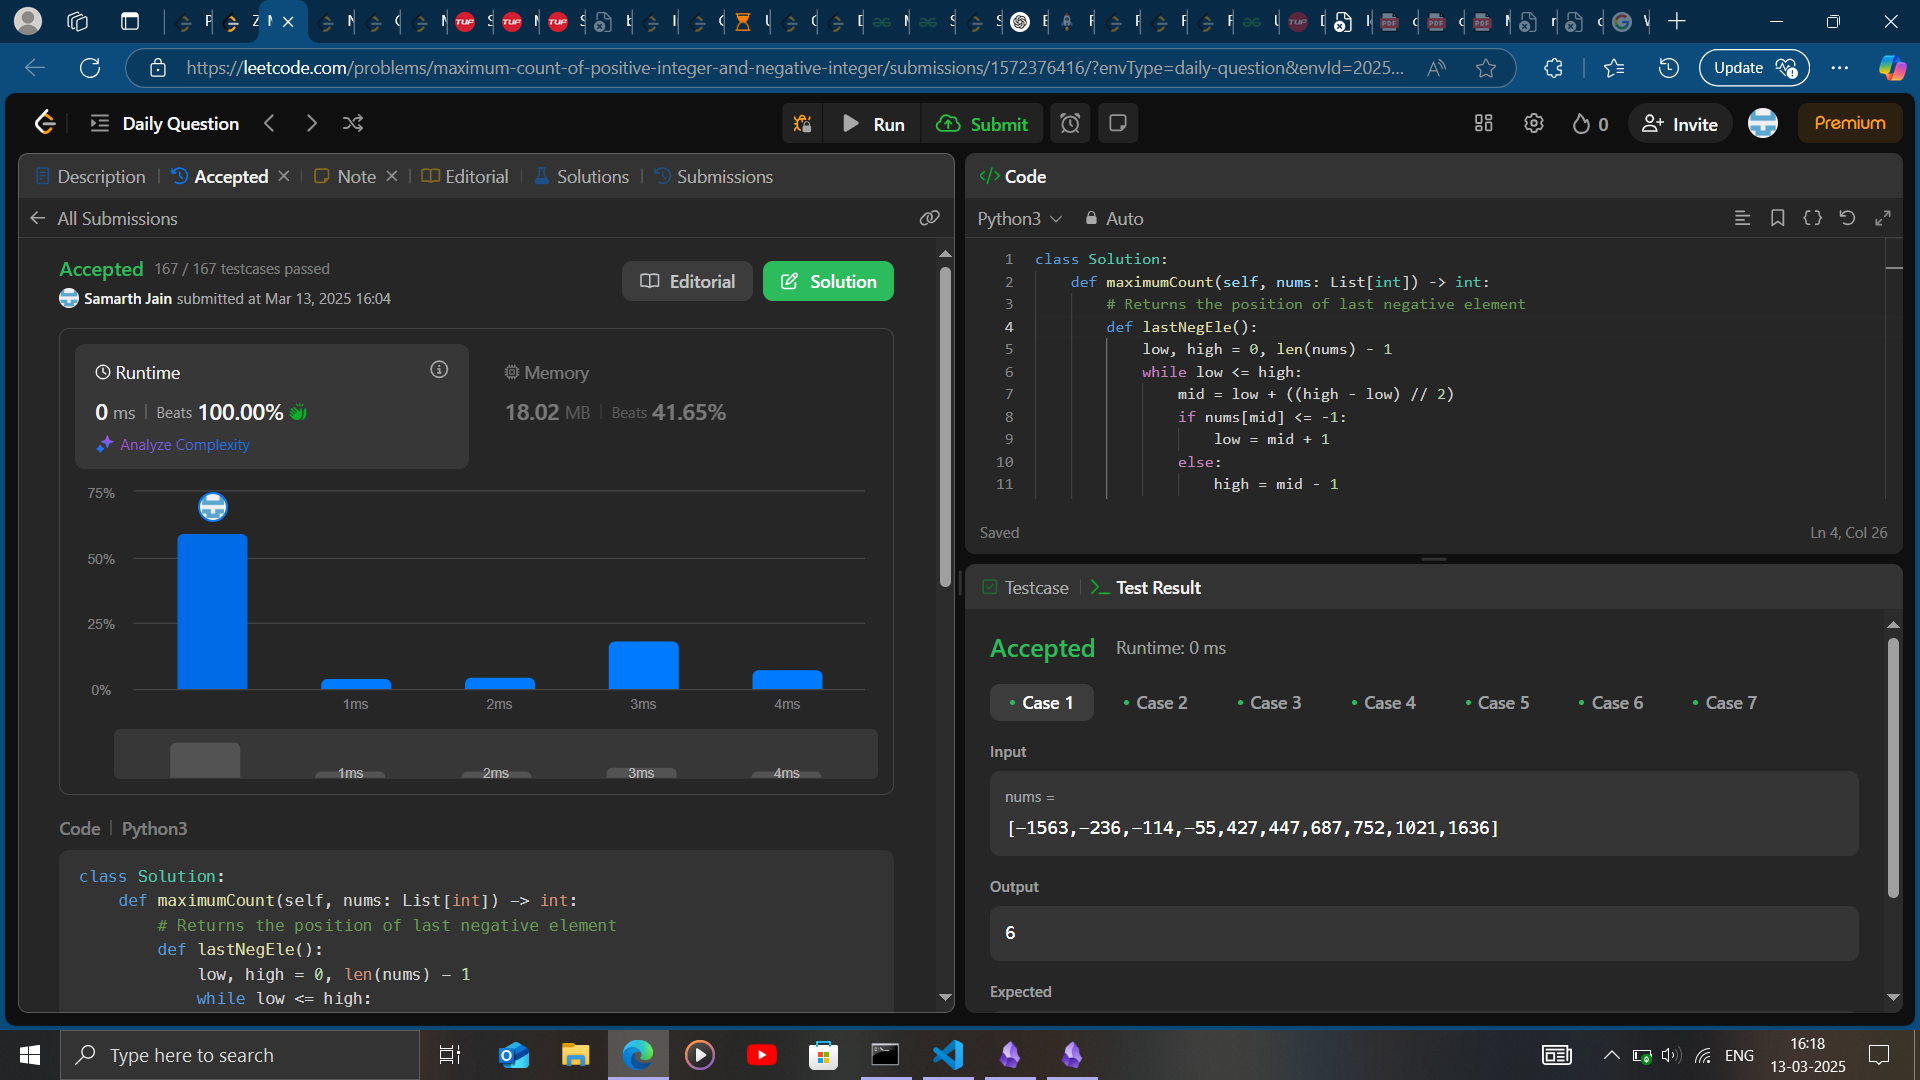 https://leetcode.com/problems/maximum-count-of-positive-integer-and-negative-integer/submissions/1572376416/?envType=daily-question&envId=2025...
Update
Daily Question
Run
Submit
0
Invite
Premium
Description
Accepted
Note
Editorial
Solutions
Submissions
All Submissions
Accepted 167 / 167 testcases passed
Samarth Jain submitted at Mar 13, 2025 16:04
Editorial
Solution
Runtime
0 ms Beats 100.00%
Analyze Complexity
Memory
18.02 MB Beats 41.65%
75%
50%
25%
0%
1ms 2ms 3ms 4ms
1ms 2ms 3ms 4ms
Code Python3
class Solution:
def maximumCount(self, nums: List[int]) -> int:
# Returns the position of last negative element
def lastNegEle():
low, high = 0, len(nums) - 1
while low <= high:
</> Code
Python3 Auto
1 class Solution:
2 def maximumCount(self, nums: List[int]) -> int:
3 # Returns the position of last negative element
4 def lastNegEle():
5 low, high = 0, len(nums) - 1
6 while low <= high:
7 mid = low + ((high - low) // 2)
8 if nums[mid] <= -1:
9 low = mid + 1
10 else:
11 high = mid - 1
Saved
Ln 4, Col 26
Testcase
Test Result
Accepted Runtime: 0 ms
Case 1 Case 2 Case 3 Case 4 Case 5 Case 6 Case 7
Input
nums =
[-1563,-236,-114,-55,427,447,687,752,1021,1636]
Output
6
Expected
Type here to search
ENG
16:18
13-03-2025